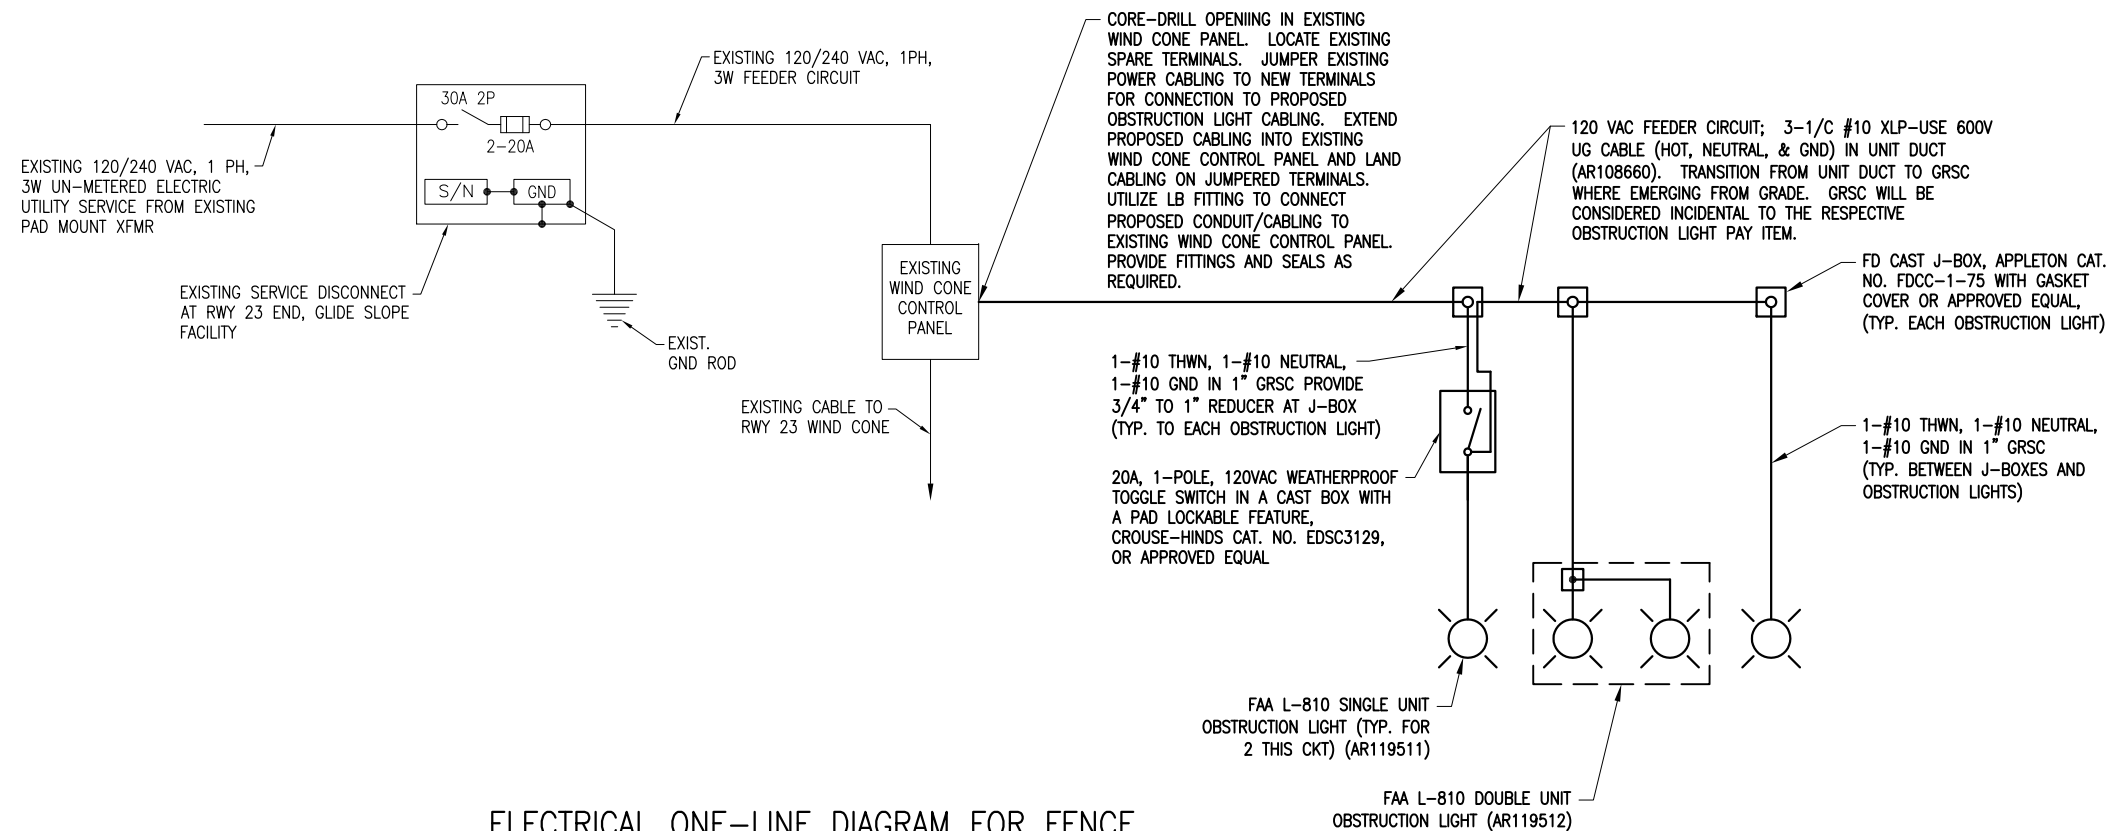 EXISTING 120/240 VAC, 1 PH,
3W UN-METERED ELECTRIC
UTILITY SERVICE FROM EXISTING
PAD MOUNT XFMR
30A 2P
2-20A
S/N
GND
EXISTING SERVICE DISCONNECT
AT RWY 23 END, GLIDE SLOPE
FACILITY
EXIST.
GND ROD
EXISTING 120/240 VAC, 1PH,
3W FEEDER CIRCUIT
EXISTING
WIND CONE
CONTROL
PANEL
EXISTING CABLE TO
RWY 23 WIND CONE
CORE-DRILL OPENIING IN EXISTING
WIND CONE PANEL. LOCATE EXISTING
SPARE TERMINALS. JUMPER EXISTING
POWER CABLING TO NEW TERMINALS
FOR CONNECTION TO PROPOSED
OBSTRUCTION LIGHT CABLING. EXTEND
PROPOSED CABLING INTO EXISTING
WIND CONE CONTROL PANEL AND LAND
CABLING ON JUMPERED TERMINALS.
UTILIZE LB FITTING TO CONNECT
PROPOSED CONDUIT/CABLING TO
EXISTING WIND CONE CONTROL PANEL.
PROVIDE FITTINGS AND SEALS AS
REQUIRED.
120 VAC FEEDER CIRCUIT; 3-1/C #10 XLP-USE 600V
UG CABLE (HOT, NEUTRAL, & GND) IN UNIT DUCT
(AR108660). TRANSITION FROM UNIT DUCT TO GRSC
WHERE EMERGING FROM GRADE. GRSC WILL BE
CONSIDERED INCIDENTAL TO THE RESPECTIVE
OBSTRUCTION LIGHT PAY ITEM.
FD CAST J-BOX, APPLETON CAT.
NO. FDCC-1-75 WITH GASKET
COVER OR APPROVED EQUAL,
(TYP. EACH OBSTRUCTION LIGHT)
1-#10 THWN, 1-#10 NEUTRAL,
1-#10 GND IN 1" GRSC PROVIDE
3/4" TO 1" REDUCER AT J-BOX
(TYP. TO EACH OBSTRUCTION LIGHT)
20A, 1-POLE, 120VAC WEATHERPROOF
TOGGLE SWITCH IN A CAST BOX WITH
A PAD LOCKABLE FEATURE,
CROUSE-HINDS CAT. NO. EDSC3129,
OR APPROVED EQUAL
1-#10 THWN, 1-#10 NEUTRAL,
1-#10 GND IN 1" GRSC
(TYP. BETWEEN J-BOXES AND
OBSTRUCTION LIGHTS)
FAA L-810 SINGLE UNIT
OBSTRUCTION LIGHT (TYP. FOR
2 THIS CKT) (AR119511)
FAA L-810 DOUBLE UNIT
OBSTRUCTION LIGHT (AR119512)
ELECTRICAL ONE-LINE DIAGRAM FOR FENCE